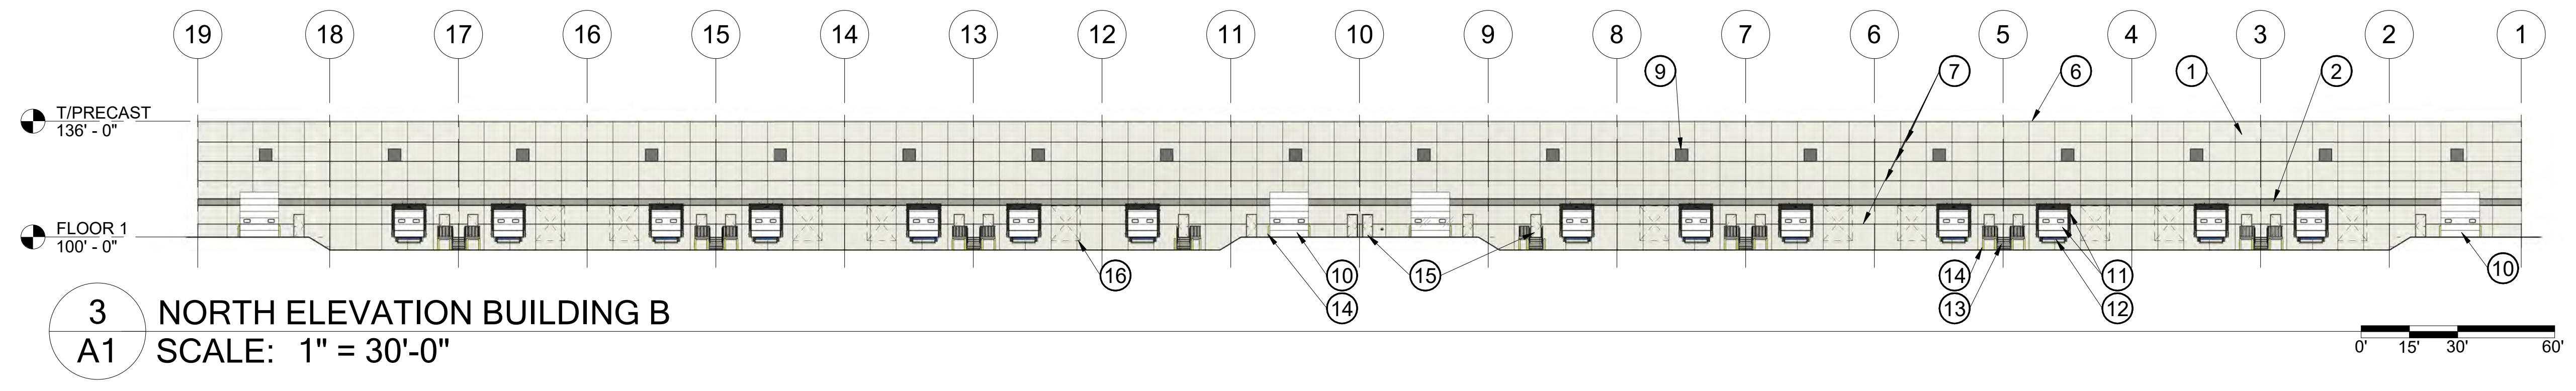 19 18 17 16 15 14 13 12 11 10 9 8 7 6 5 4 3 2 1
9 7 6 1 2
T/PRECAST
136' - 0"
FLOOR 1
100' - 0"
16 10 15 14 11 10
14 13 12
3 NORTH ELEVATION BUILDING B
A1 SCALE: 1" = 30'-0"
0' 15' 30' 60'